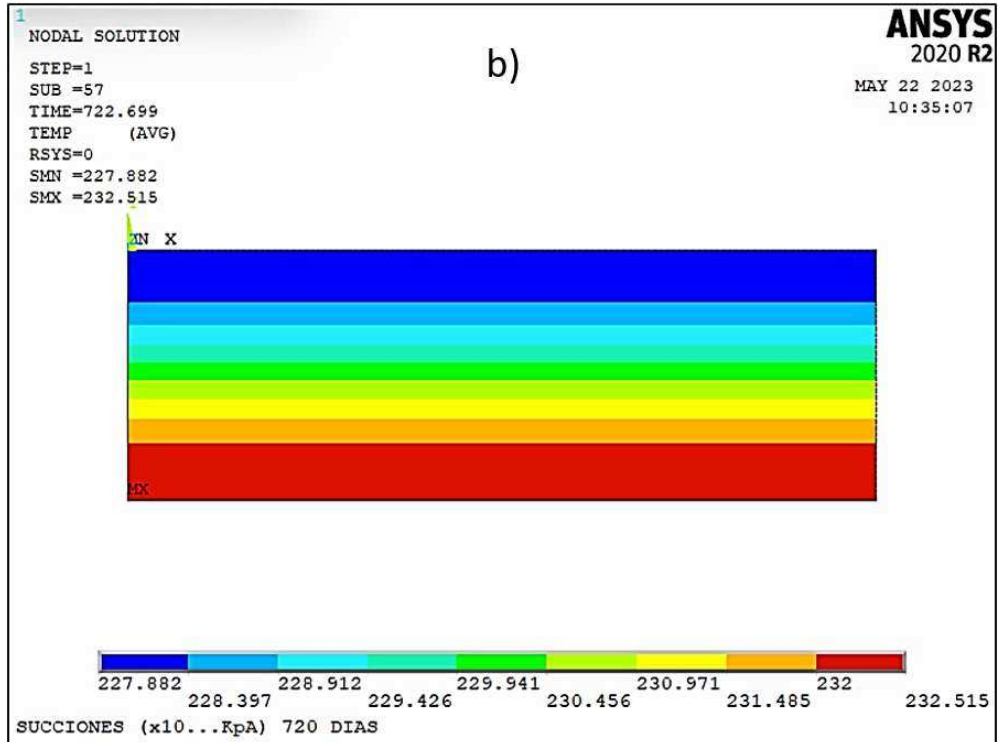 1
NODAL SOLUTION
STEP=1
SUB =57
TIME=722.699
TEMP (AVG)
RSYS=0
SMN =227.882
SMX =232.515
b)
ANSYS
2020 R2
MAY 22 2023
10:35:07
X
MX
227.882 228.912 229.941 230.971 232
228.397 229.426 230.456 231.485 232.515
SUCCIONES (x10...KpA) 720 DIAS